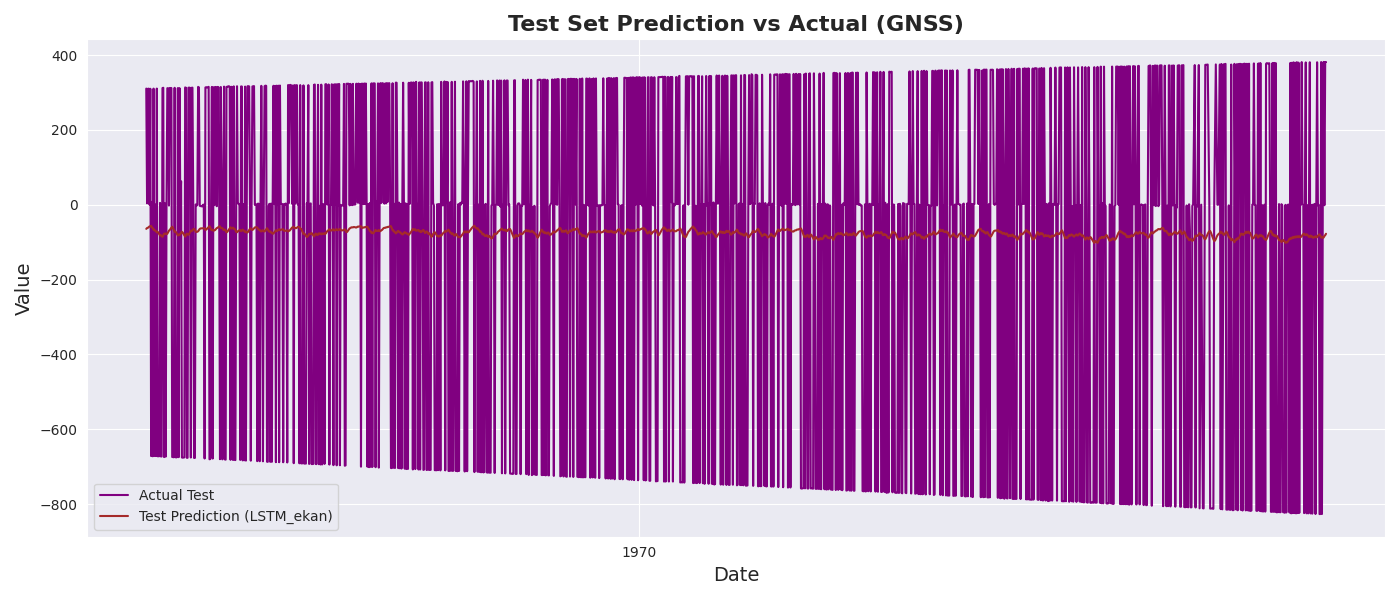 Test Set Prediction vs Actual (GNSS)
400
200
0
−200
−400
−600
−800
Value
Actual Test
Test Prediction (LSTM_ekan)
1970
Date